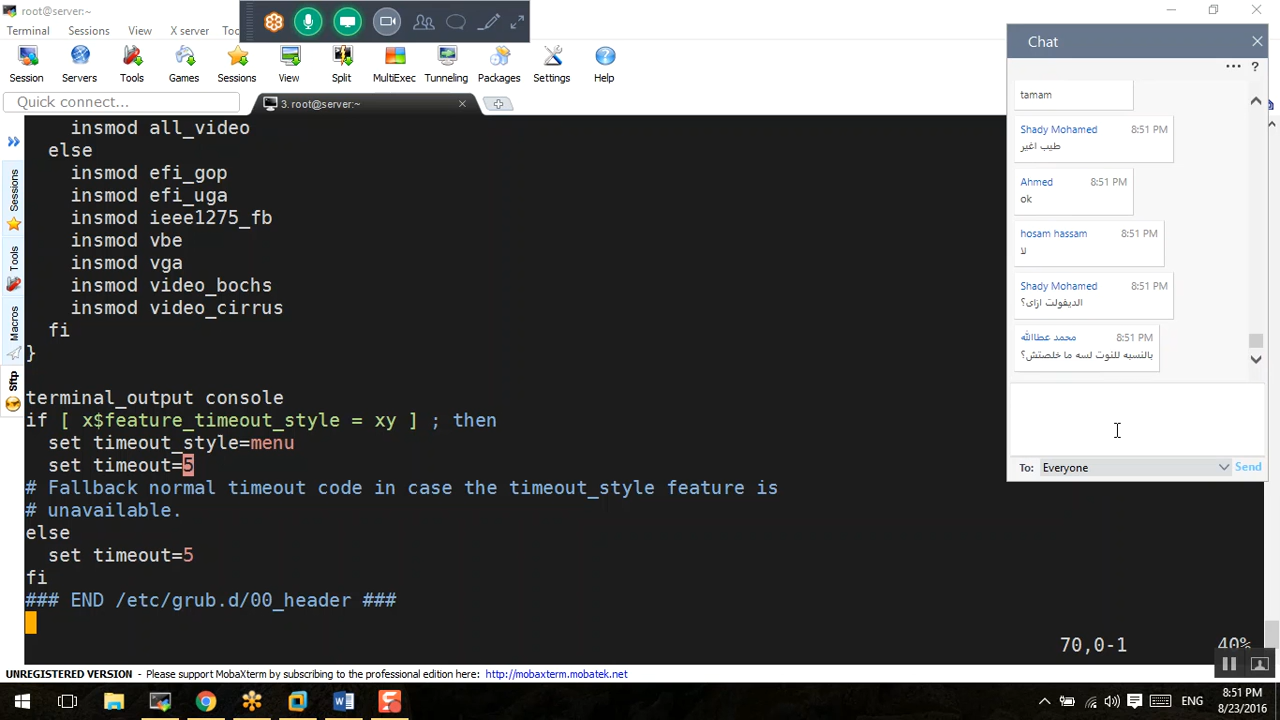 root@server:~
Terminal Sessions View X server Too
Session Servers Tools Games Sessions View Split MultiExec Tunneling Packages Settings Help
Quick connect...
3. root@server:~
Sessions
Tools
Macros
Sftp
insmod all_video
else
insmod efi_gop
insmod efi_uga
insmod ieee1275_fb
insmod vbe
insmod vga
insmod video_bochs
insmod video_cirrus
fi
}
terminal_output console
if [ x$feature_timeout_style = xy ] ; then
set timeout_style=menu
set timeout=5
# Fallback normal timeout code in case the timeout_style feature is
# unavailable.
else
set timeout=5
fi
### END /etc/grub.d/00_header ###
70,0-1 40%
Chat
?
tamam
Shady Mohamed 8:51 PM
طيب اغير
Ahmed 8:51 PM
ok
hosam hassam 8:51 PM
لا
Shady Mohamed 8:51 PM
الديفولت ازاى؟
محمد عطاالله 8:51 PM
بالنسبه للنوت لسه ما خلصتش؟
To: Everyone Send
UNREGISTERED VERSION - Please support MobaXterm by subscribing to the professional edition here: http://mobaxterm.mobatek.net
ENG
8:51 PM
8/23/2016